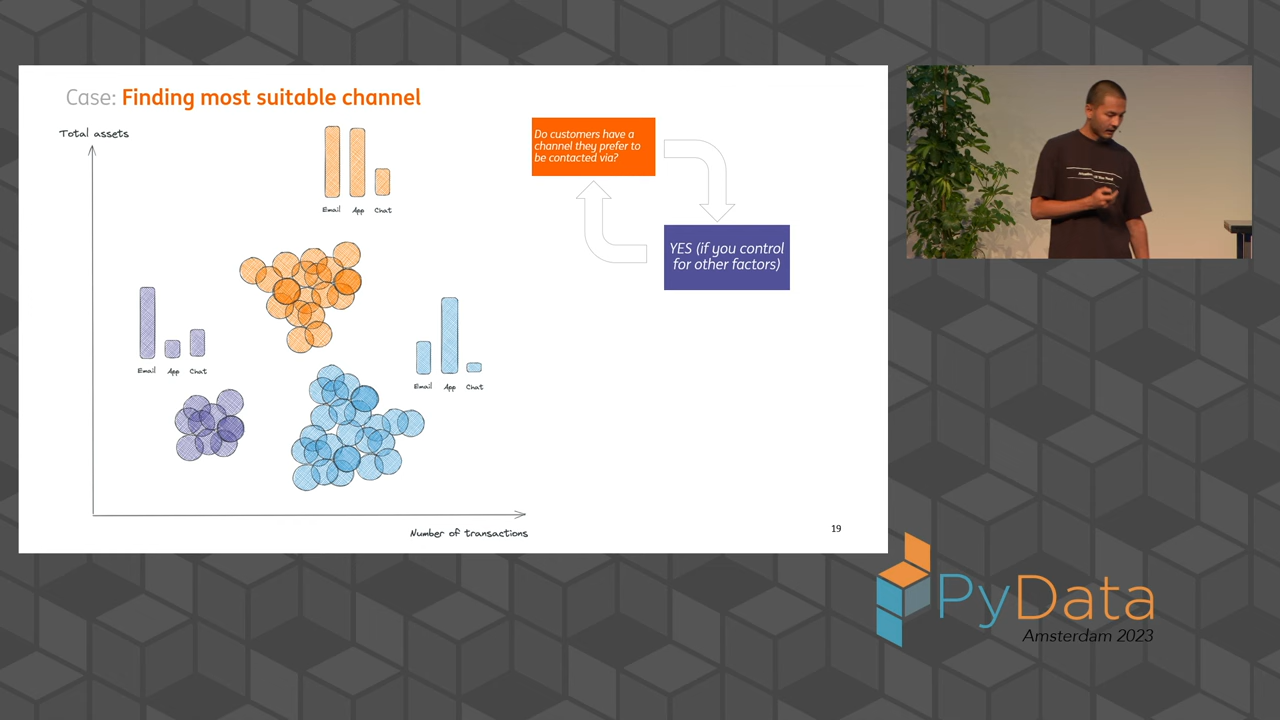 Case: Finding most suitable channel
Total assets
Email App Chat
Do customers have a
channel they prefer to
be contacted via?
YES (if you control
for other factors)
Email App Chat
Email App Chat
Number of transactions
19
PyData
Amsterdam 2023